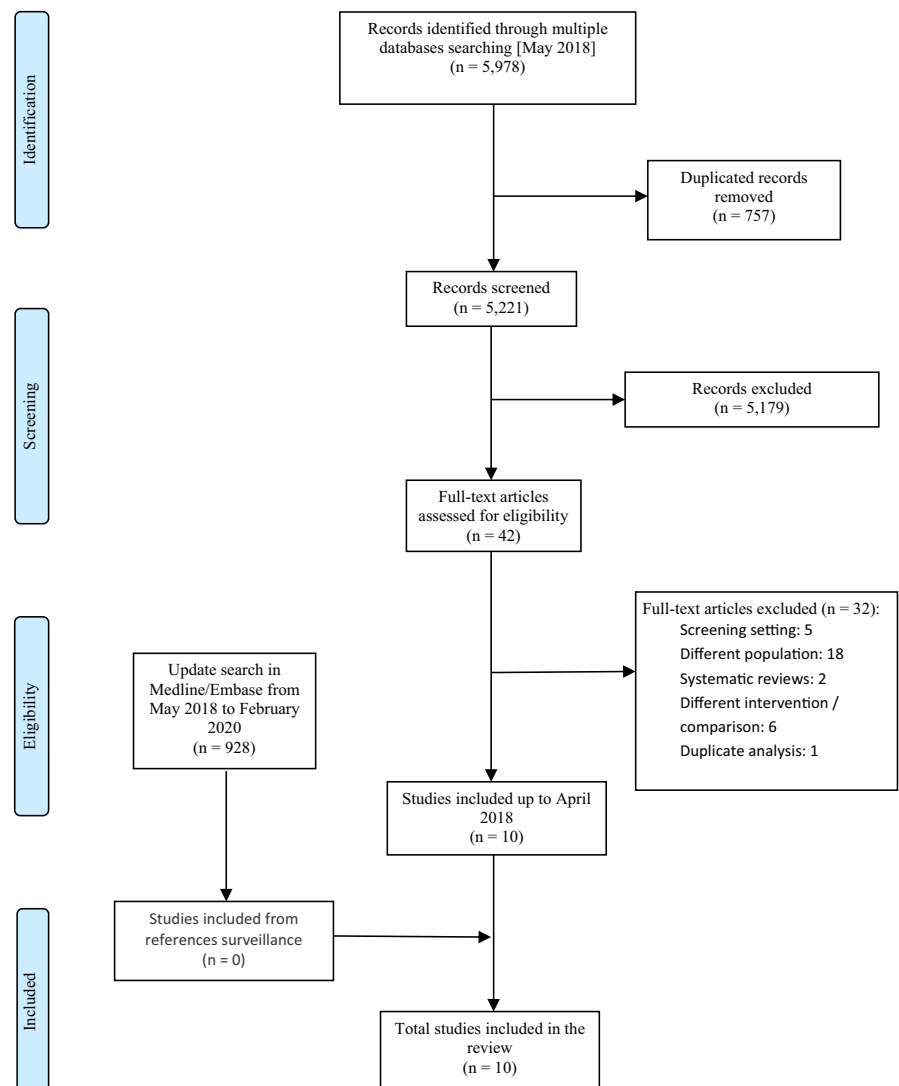 Identification
Records identified through multiple
databases searching [May 2018]
(n = 5,978)
Duplicated records
removed
(n = 757)
Screening
Records screened
(n = 5,221)
Records excluded
(n = 5,179)
Full-text articles
assessed for eligibility
(n = 42)
Eligibility
Full-text articles excluded (n = 32):
Screening setting: 5
Different population: 18
Systematic reviews: 2
Different intervention /
comparison: 6
Duplicate analysis: 1
Update search in
Medline/Embase from
May 2018 to February
2020
(n = 928)
Studies included up to April
2018
(n = 10)
Included
Studies included from
references surveillance
(n = 0)
Total studies included in the
review
(n = 10)